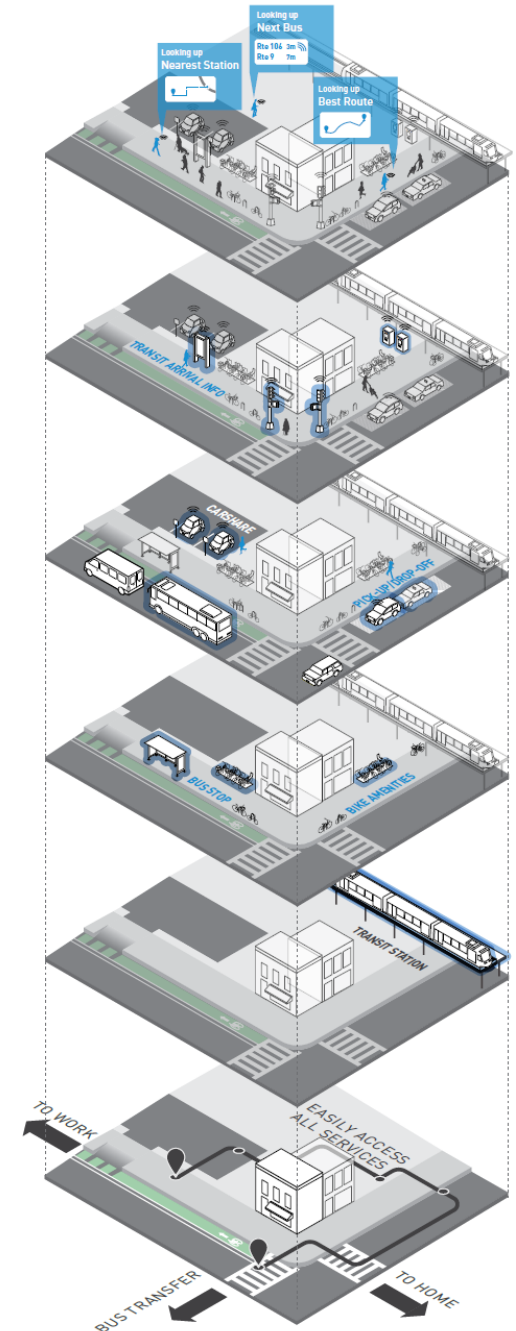 Looking up
Next Bus
Rte 106 3m
Rte 9 7m
Looking up
Nearest Station
Looking up
Best Route
TRANSIT ARRIVAL INFO
CARSHARE
PICK-UP/DROP-OFF
BUS STOP
BIKE AMENITIES
TRANSIT STATION
TO WORK
EASILY ACCESS
ALL SERVICES
BUS TRANSFER
TO HOME